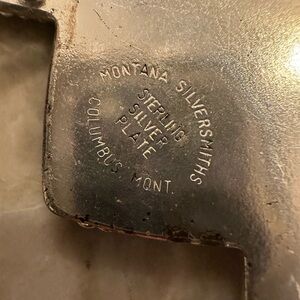 MONTANA SILVERSMITHS
STERLING
SILVER
PLATE
COLUMBUS, MONT.